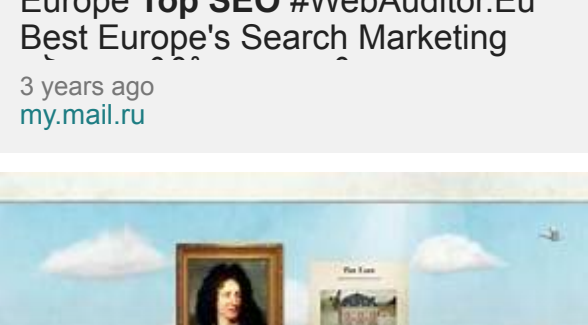 Europe Top SEO #WebAuditor.Eu
Best Europe's Search Marketing
3 years ago
my.mail.ru